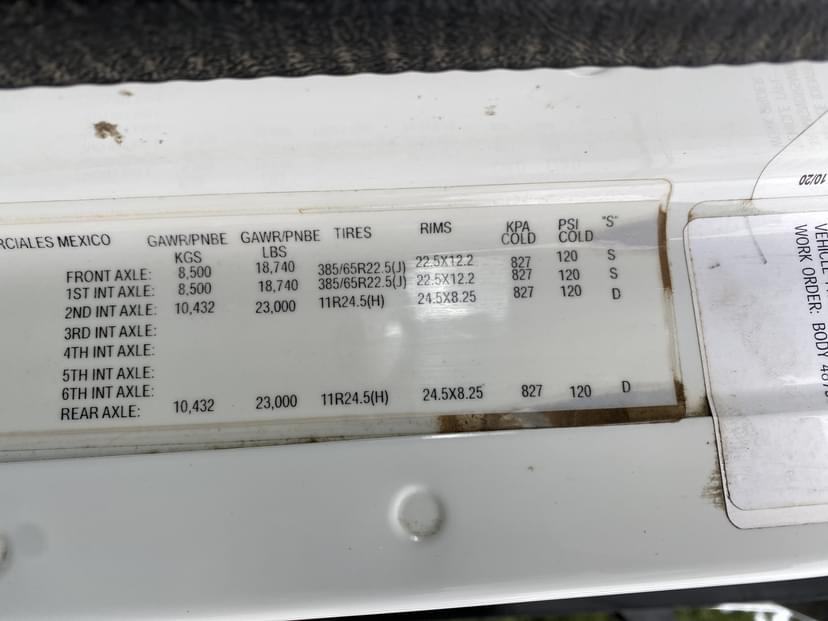 RCIALES MEXICO GAWR/PNBE GAWR/PNBE TIRES RIMS KPA PSI "S"
KGS LBS COLD COLD
FRONT AXLE: 8,500 18,740 385/65R22.5(J) 22.5X12.2 827 120 S
1ST INT AXLE: 8,500 18,740 385/65R22.5(J) 22.5X12.2 827 120 S
2ND INT AXLE: 10,432 23,000 11R24.5(H) 24.5X8.25 827 120 D
3RD INT AXLE:
4TH INT AXLE:
5TH INT AXLE:
6TH INT AXLE:
REAR AXLE: 10,432 23,000 11R24.5(H) 24.5X8.25 827 120 D
10/20
VEHICLE
WORK ORDER: BODY